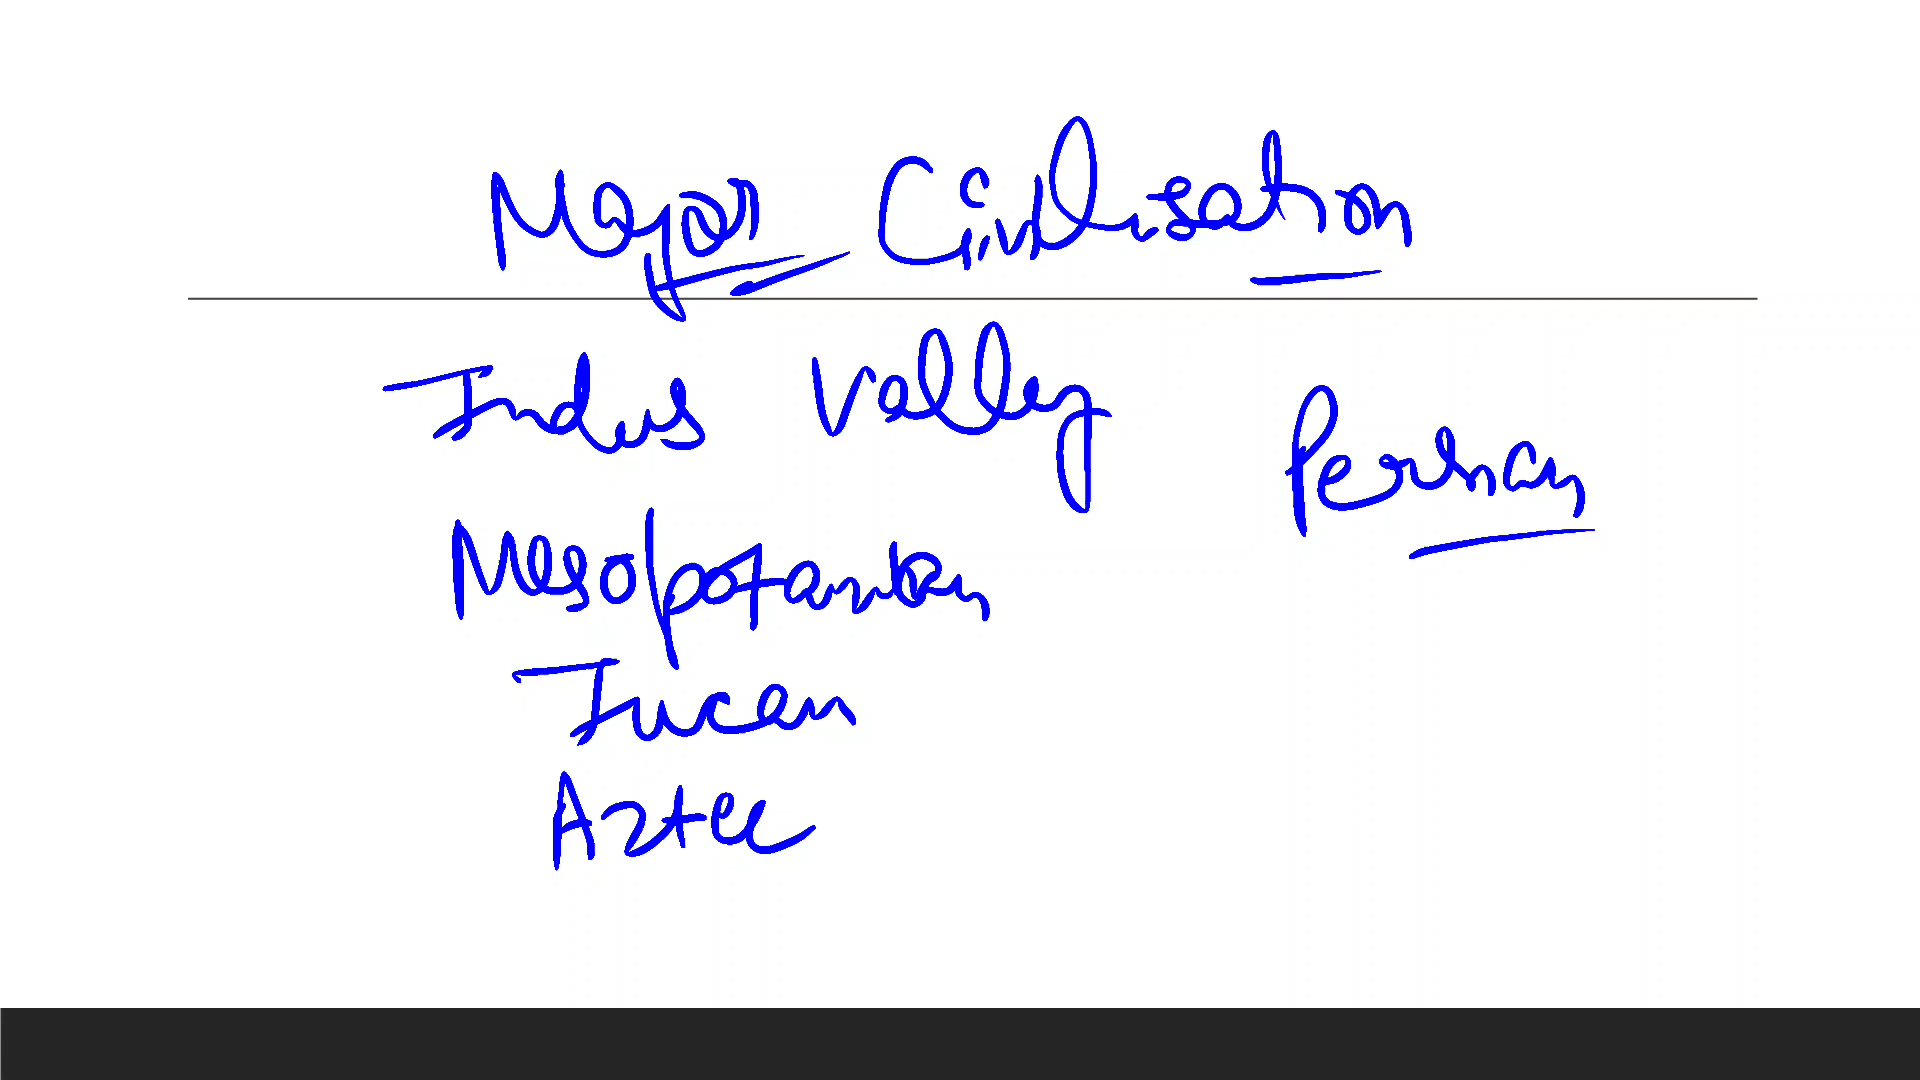 Major Civilisation
Indus Valley
Persian
Mesopotamian
Incan
Aztec